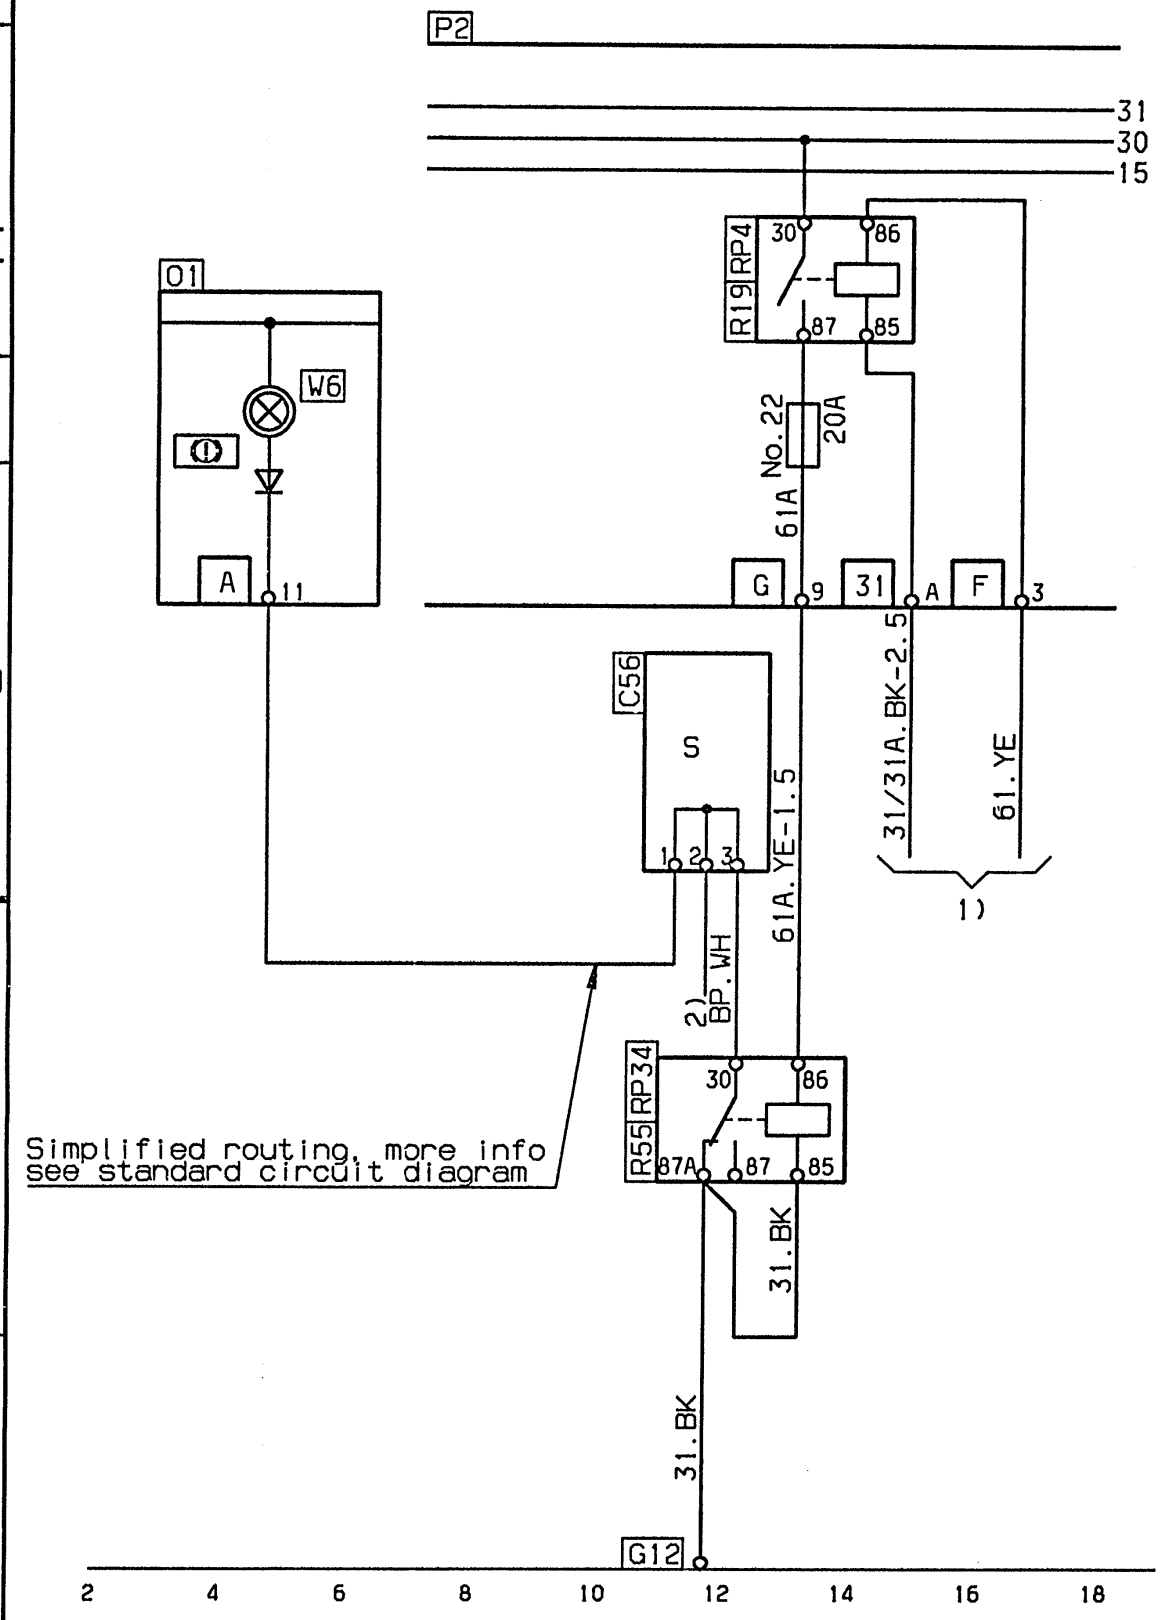 P2
31
30
15
O1
W6
A
11
R19
RP4
30
86
87
85
No.22
20A
61A
G
9
31
A
F
3
C56
S
1
2
3
61A.YE-1.5
31/31A.BK-2.5
61.YE
1)
2)
BP.WH
R55
RP34
30
86
87A
87
85
Simplified routing, more info
see standard circuit diagram
31.BK
31.BK
G12
2 4 6 8 10 12 14 16 18